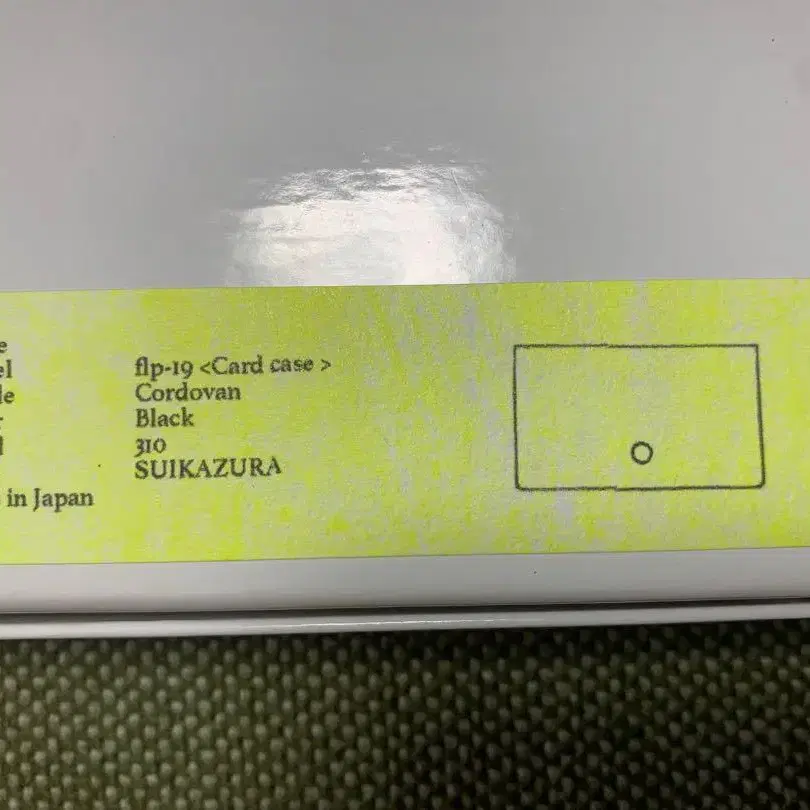 flp-19 <Card case >
Cordovan
Black
310
SUIKAZURA
in Japan